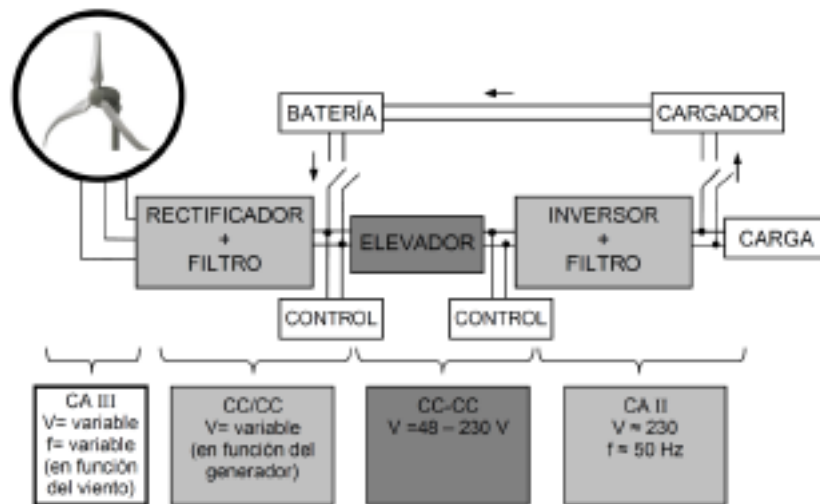 BATERÍA
CARGADOR
RECTIFICADOR
+
FILTRO
ELEVADOR
INVERSOR
+
FILTRO
CARGA
CONTROL
CONTROL
CA III
V= variable
f= variable
(en función
del viento)
CC/CC
V= variable
(en función del
generador)
CC-CC
V =48 – 230 V
CA II
V ≈ 230
f ≈ 50 Hz